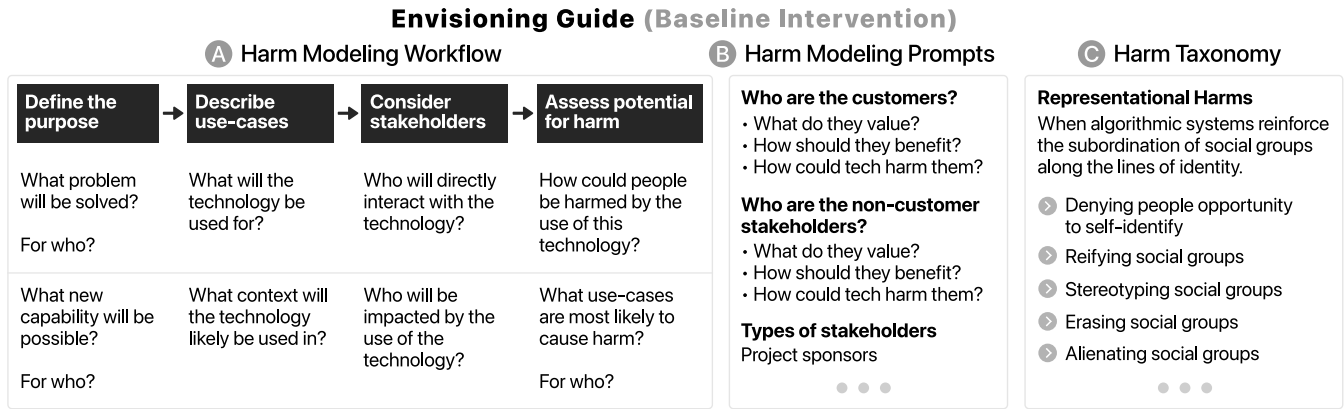 Envisioning Guide (Baseline Intervention)
A Harm Modeling Workflow
Define the
purpose
Describe
use-cases
Consider
stakeholders
Assess potential
for harm
What problem
will be solved?
For who?
What will the
technology be
used for?
Who will directly
interact with the
technology?
How could people
be harmed by the
use of this
technology?
What new
capability will be
possible?
For who?
What context will
the technology
likely be used in?
Who will be
impacted by the
use of the
technology?
What use-cases
are most likely to
cause harm?
For who?
B Harm Modeling Prompts
Who are the customers?
• What do they value?
• How should they benefit?
• How could tech harm them?
Who are the non-customer
stakeholders?
• What do they value?
• How should they benefit?
• How could tech harm them?
Types of stakeholders
Project sponsors
C Harm Taxonomy
Representational Harms
When algorithmic systems reinforce
the subordination of social groups
along the lines of identity.
Denying people opportunity
to self-identify
Reifying social groups
Stereotyping social groups
Erasing social groups
Alienating social groups